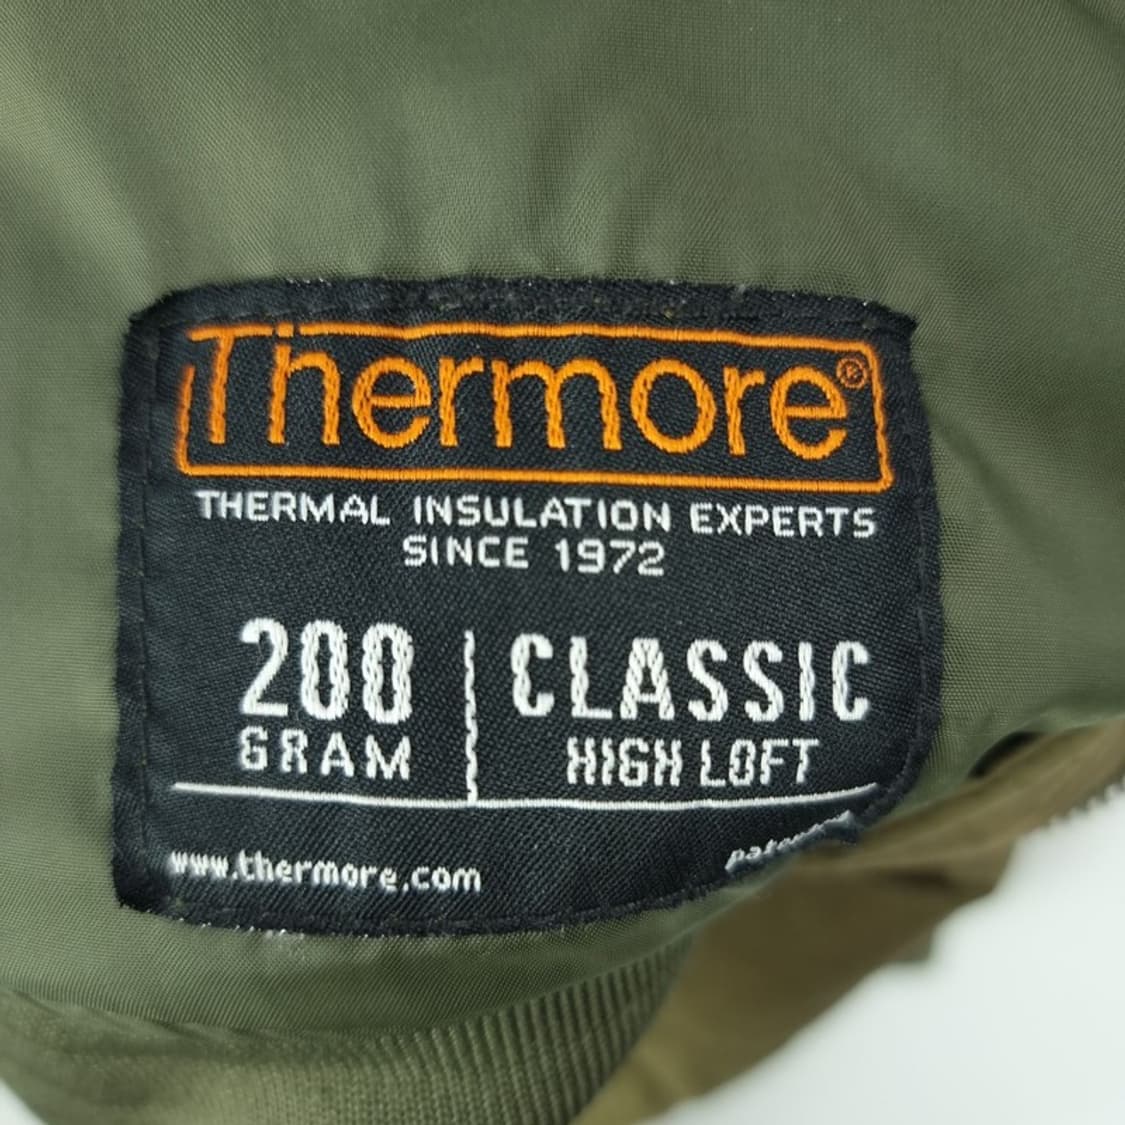 Thermore®
THERMAL INSULATION EXPERTS
SINCE 1972
200
GRAM
CLASSIC
HIGH LOFT
www.thermore.com